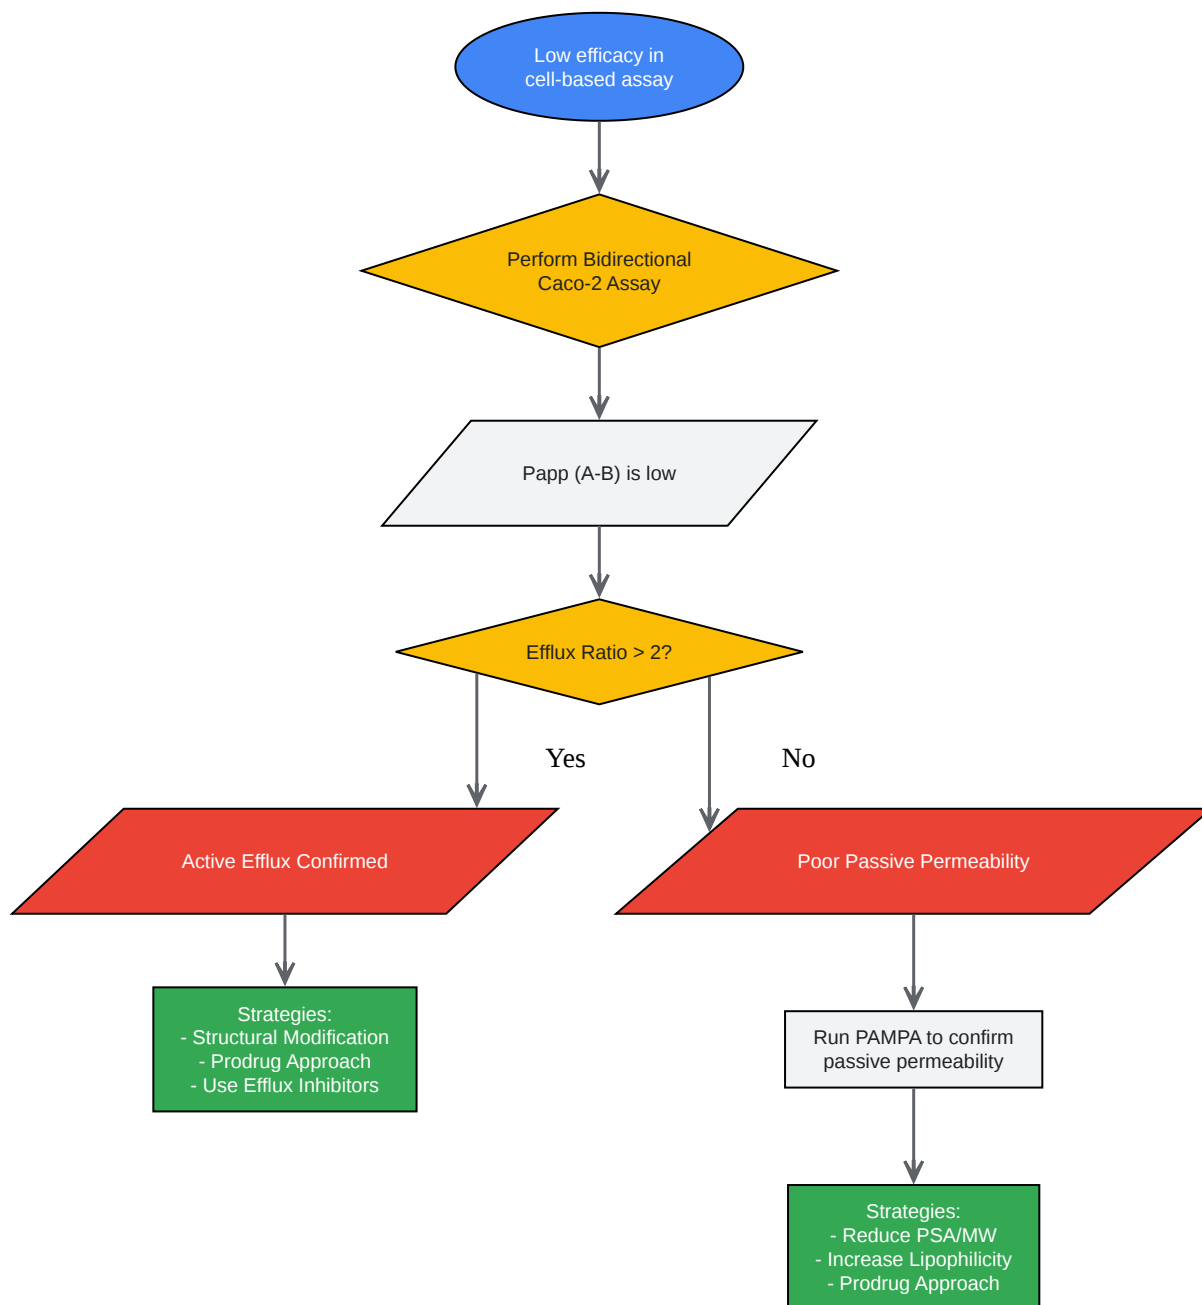 Low efficacy in
cell-based assay
Perform Bidirectional
Caco-2 Assay
Papp (A-B) is low
Efflux Ratio > 2?
Yes
No
Active Efflux Confirmed
Poor Passive Permeability
Strategies:
- Structural Modification
- Prodrug Approach
- Use Efflux Inhibitors
Run PAMPA to confirm
passive permeability
Strategies:
- Reduce PSA/MW
- Increase Lipophilicity
- Prodrug Approach